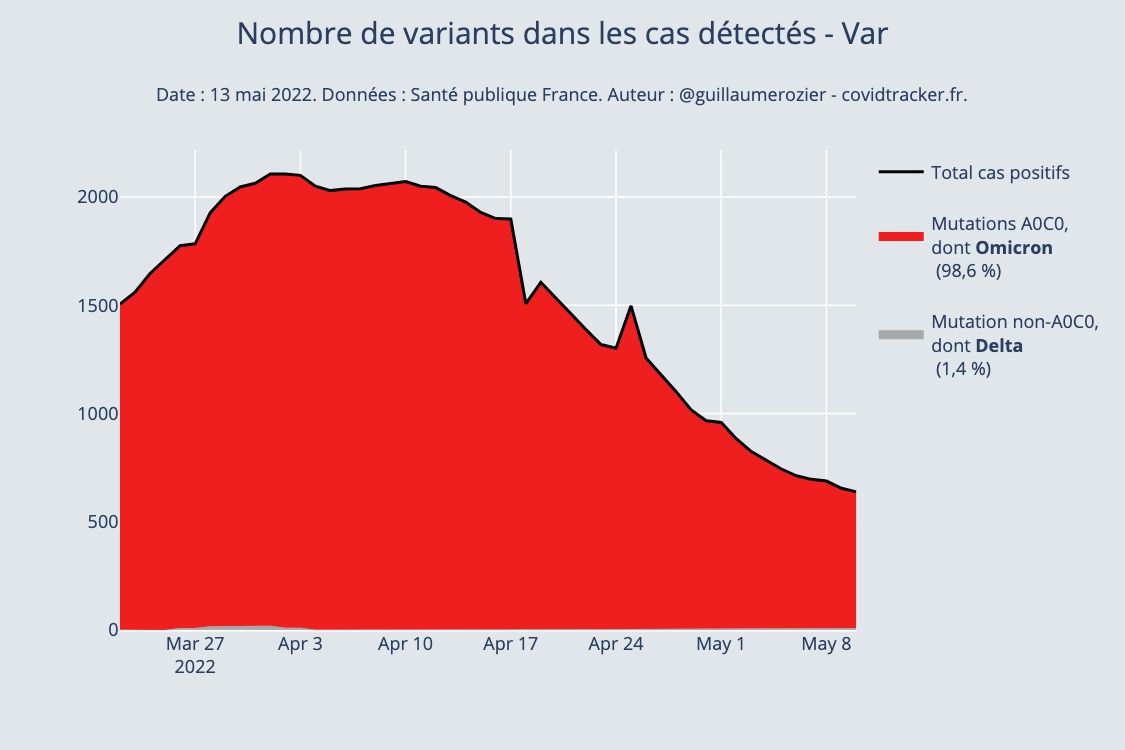 Nombre de variants dans les cas détectés - Var
Date : 13 mai 2022. Données : Santé publique France. Auteur : @guillaumerozier - covidtracker.fr.
Total cas positifs
Mutations A0C0,
dont Omicron
(98,6 %)
Mutation non-A0C0,
dont Delta
(1,4 %)
2000
1500
1000
500
0
Mar 27
2022
Apr 3
Apr 10
Apr 17
Apr 24
May 1
May 8